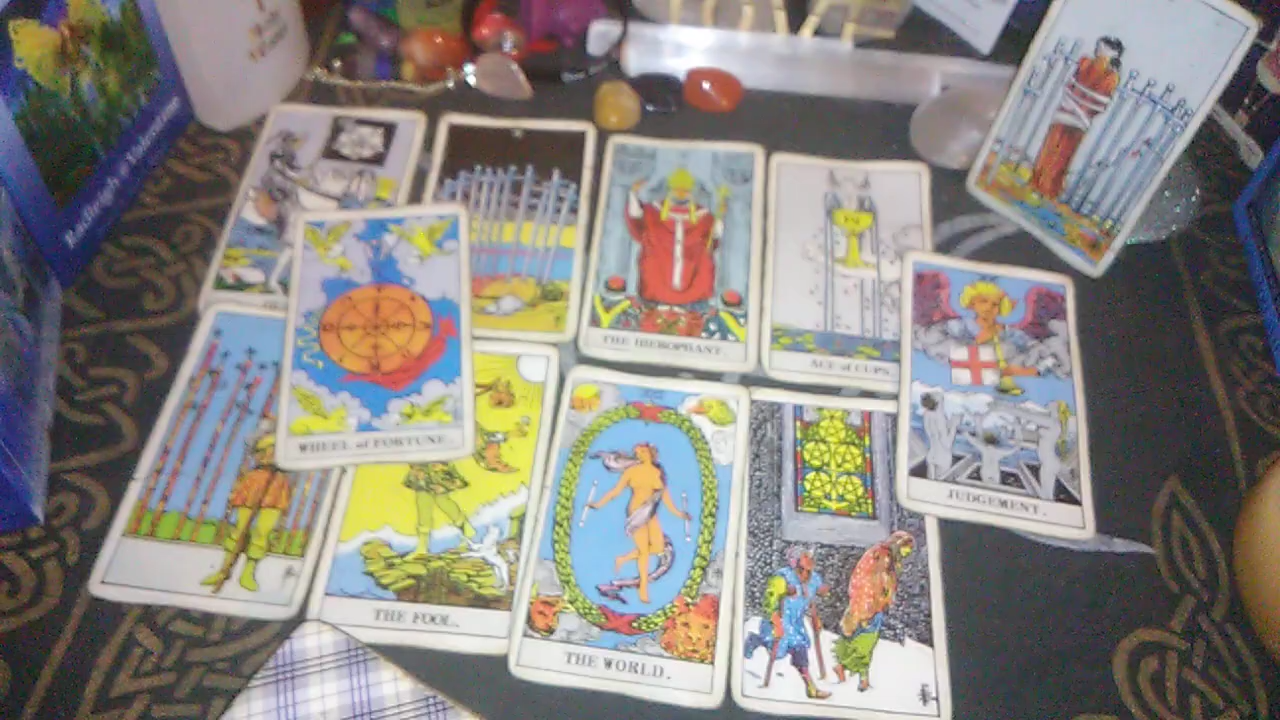 THE HIEROPHANT.
ACE of CUPS.
WHEEL of FORTUNE.
JUDGEMENT.
THE FOOL.
THE WORLD.